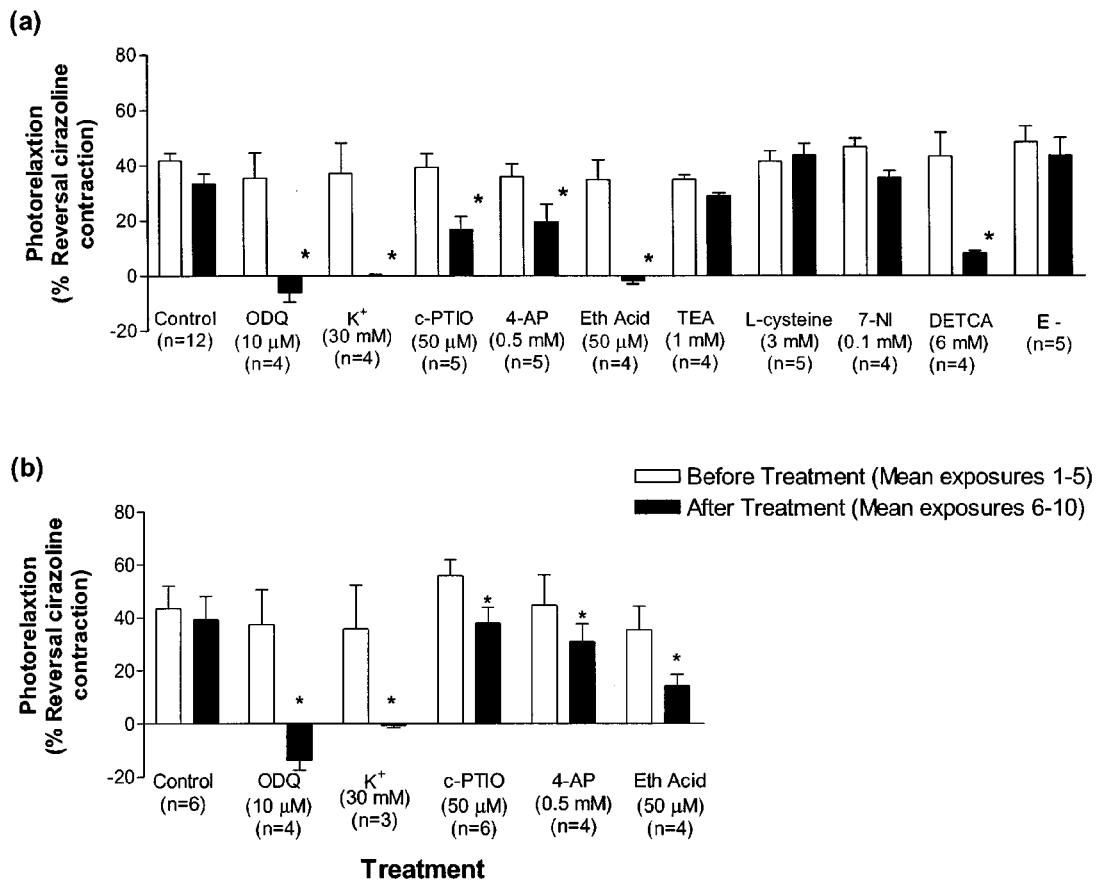 (a)
Photorelaxtion
(% Reversal cirazoline
contraction)
80
60
40
20
0
-20
Control
(n=12)
ODQ
(10 μM)
(n=4)
K+
(30 mM)
(n=4)
c-PTIO
(50 μM)
(n=5)
4-AP
(0.5 mM)
(n=5)
Eth Acid
(50 μM)
(n=4)
TEA
(1 mM)
(n=4)
L-cysteine
(3 mM)
(n=5)
7-NI
(0.1 mM)
(n=4)
DETCA
(6 mM)
(n=4)
E -
(n=5)
* * * * * *
(b)
Before Treatment (Mean exposures 1-5)
After Treatment (Mean exposures 6-10)
Photorelaxtion
(% Reversal cirazoline
contraction)
80
60
40
20
0
-20
* * * * *
Control
(n=6)
ODQ
(10 μM)
(n=4)
K+
(30 mM)
(n=3)
c-PTIO
(50 μM)
(n=6)
4-AP
(0.5 mM)
(n=4)
Eth Acid
(50 μM)
(n=4)
Treatment